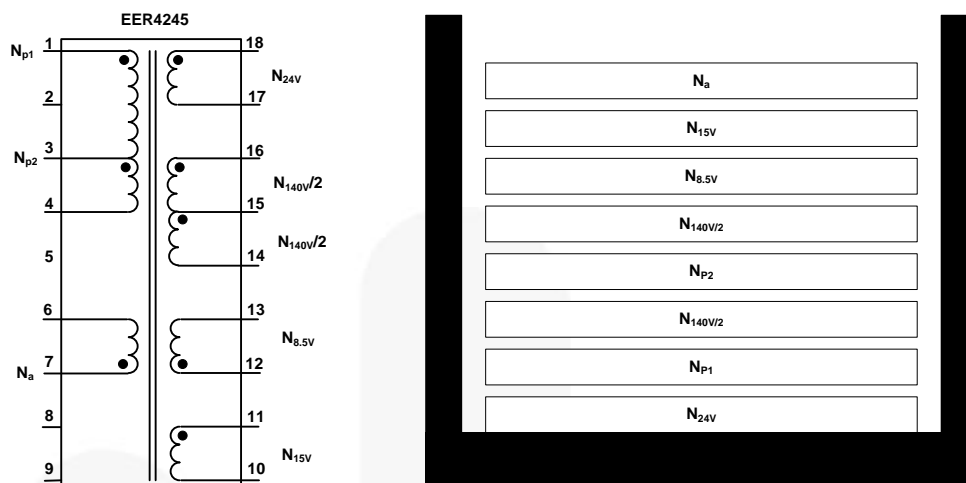 EER4245
Np1
1
2
3
Np2
4
5
6
7
Na
8
9
18
N24V
17
16
N140V/2
15
N140V/2
14
13
N8.5V
12
11
N15V
10
Na
N15V
N8.5V
N140V/2
NP2
N140V/2
NP1
N24V